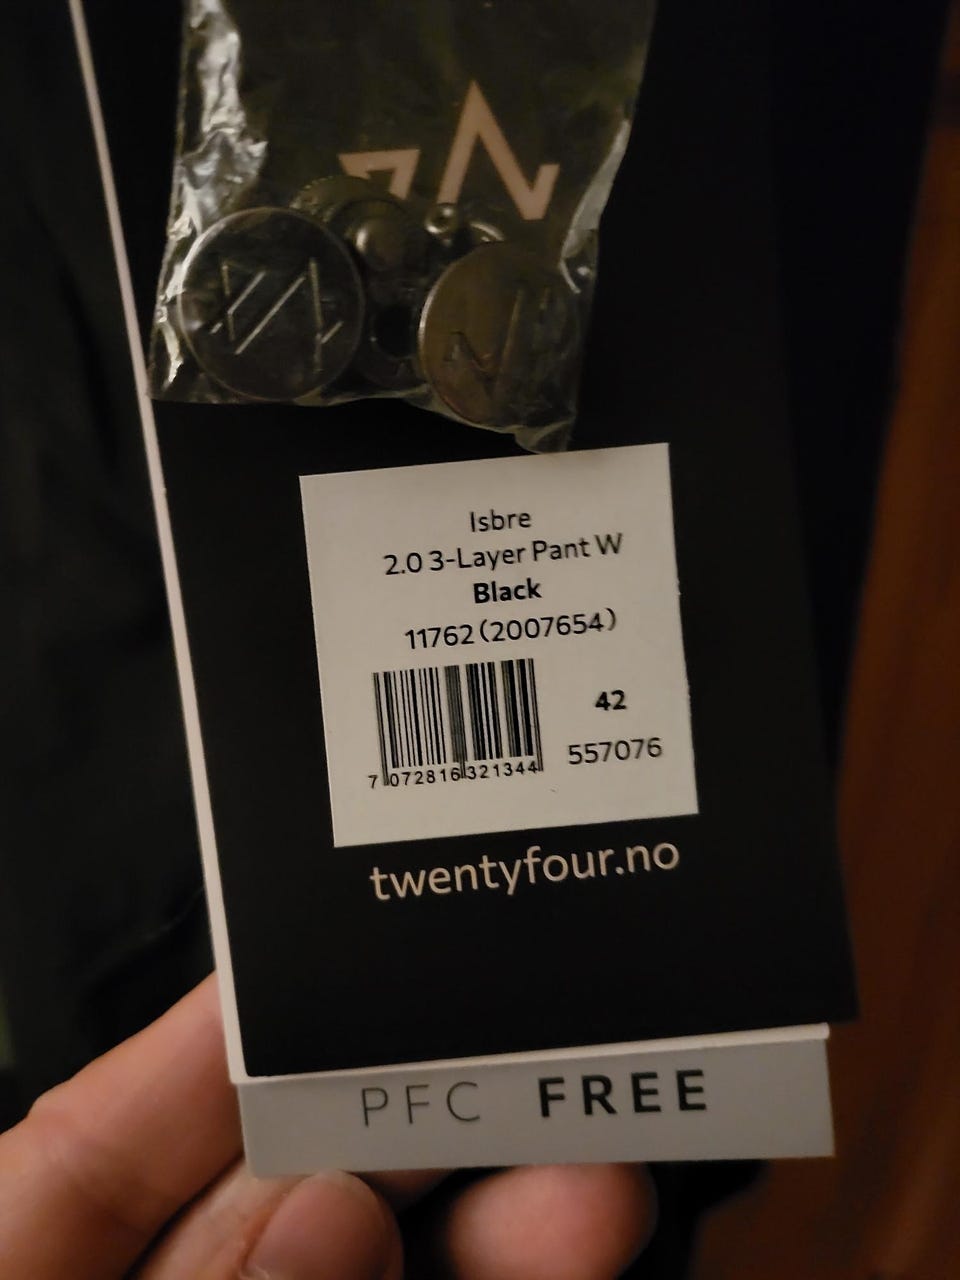 Isbre
2.0 3-Layer Pant W
Black
11762 (2007654)
42
7 072816 321344
557076
twentyfour.no
PFC FREE